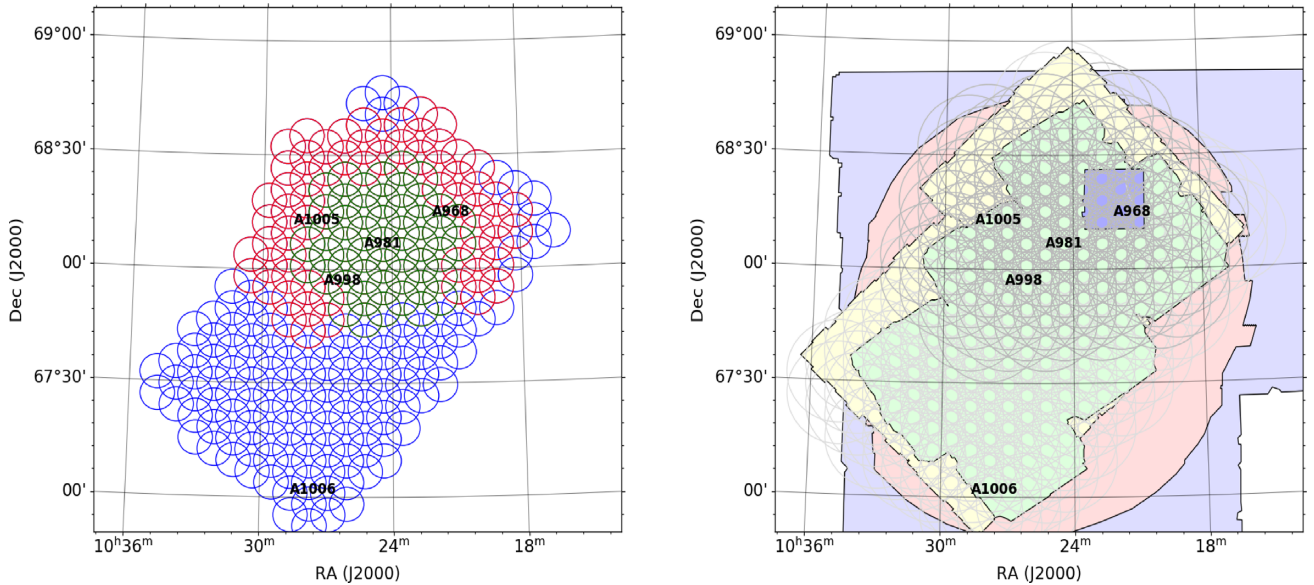 69°00'
68°30'
00'
67°30'
00'
Dec (J2000)
A1005
A968
A981
A998
A1006
10ʰ36ᵐ
30ᵐ
24ᵐ
18ᵐ
RA (J2000)
69°00'
68°30'
00'
67°30'
00'
Dec (J2000)
A1005
A968
A981
A998
A1006
10ʰ36ᵐ
30ᵐ
24ᵐ
18ᵐ
RA (J2000)